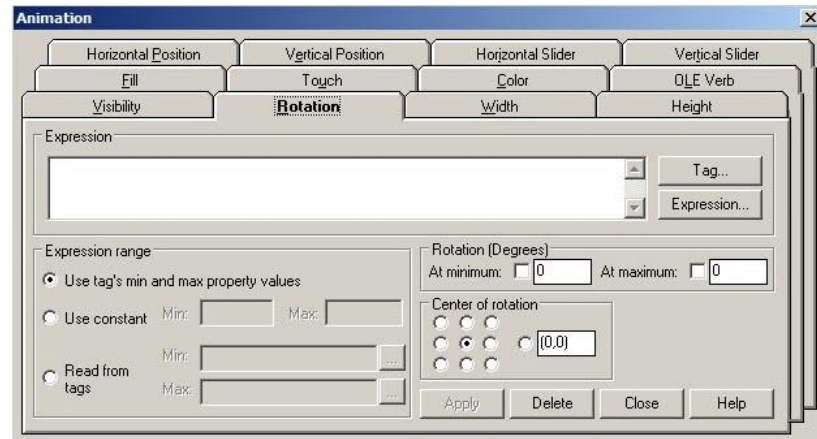 Animation
Horizontal Position Vertical Position Horizontal Slider Vertical Slider
Fill Touch Color OLE Verb
Visibility Rotation Width Height
Expression
Tag...
Expression...
Expression range
Use tag's min and max property values
Use constant Min: Max:
Read from tags
Min: ...
Max: ...
Rotation (Degrees)
At minimum: 0 At maximum: 0
Center of rotation
(0,0)
Apply Delete Close Help